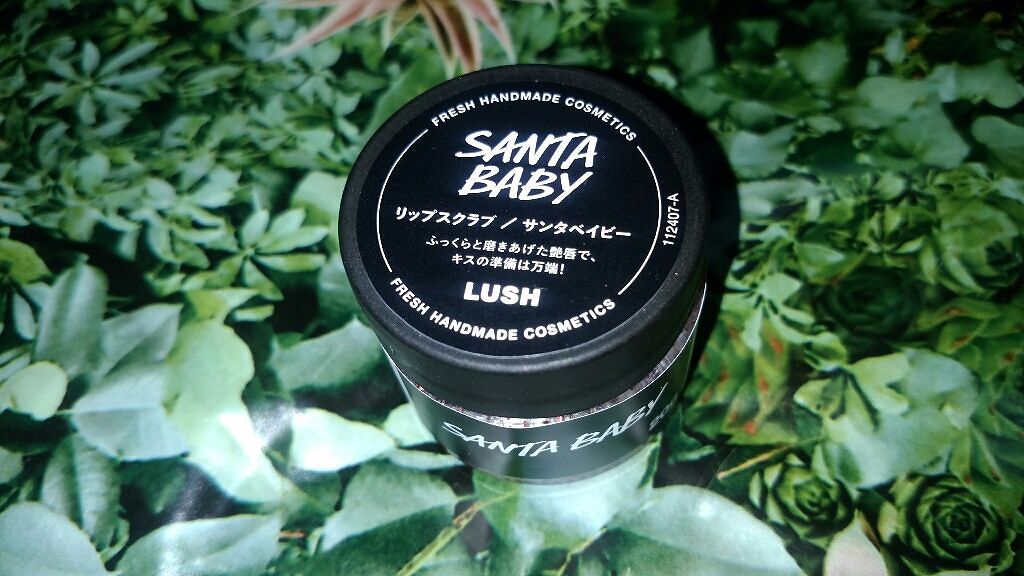 FRESH HANDMADE COSMETICS
SANTA
BABY
リップスクラブ / サンタベイビー
ふっくらと磨きあげた艶唇で、
キスの準備は万端!
LUSH
FRESH HANDMADE COSMETICS
112407-A
SANTA BABY